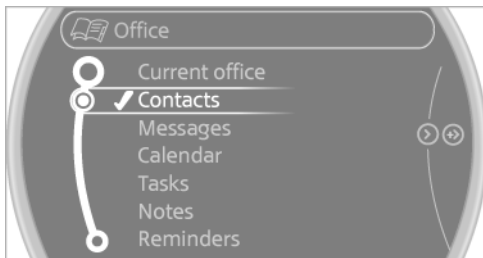 Office
Current office
Contacts
Messages
Calendar
Tasks
Notes
Reminders